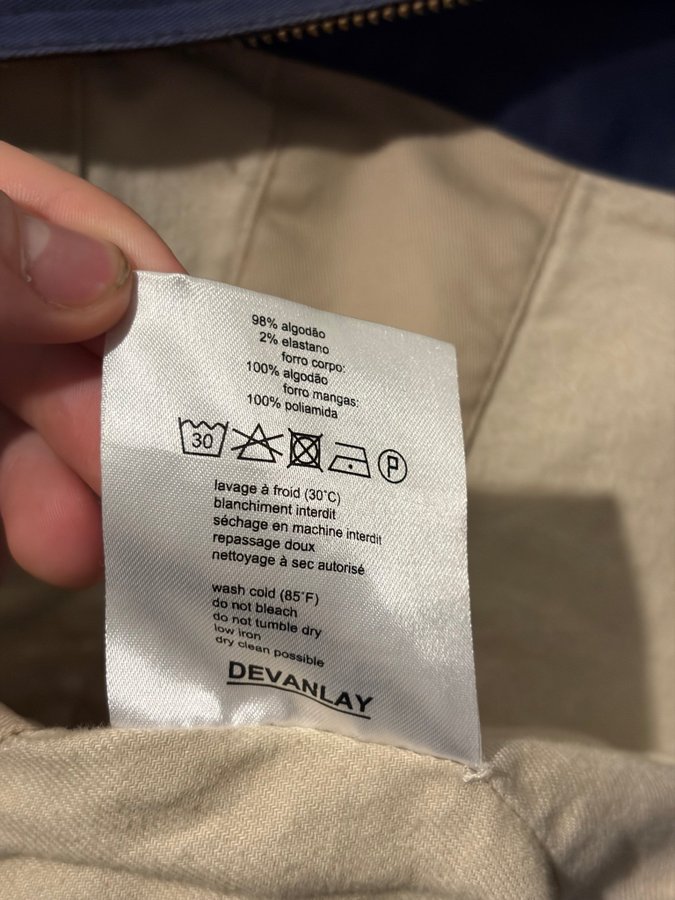 98% algodão
2% elastano
forro corpo:
100% algodão
forro mangas:
100% poliamida
30 P
lavage à froid (30°C)
blanchiment interdit
séchage en machine interdit
repassage doux
nettoyage à sec autorisé
wash cold (85°F)
do not bleach
do not tumble dry
low iron
dry clean possible
DEVANLAY